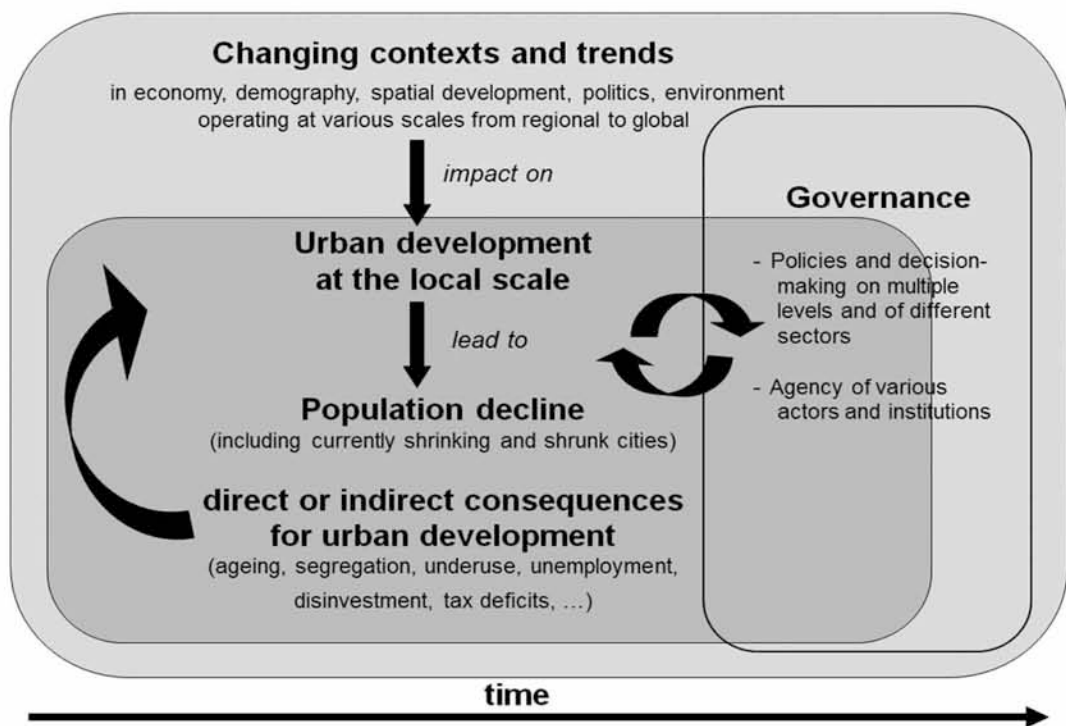 Changing contexts and trends
in economy, demography, spatial development, politics, environment
operating at various scales from regional to global
impact on
Urban development
at the local scale
lead to
Population decline
(including currently shrinking and shrunk cities)
direct or indirect consequences
for urban development
(ageing, segregation, underuse, unemployment,
disinvestment, tax deficits, …)
Governance
- Policies and decision-
making on multiple
levels and of different
sectors
- Agency of various
actors and institutions
time